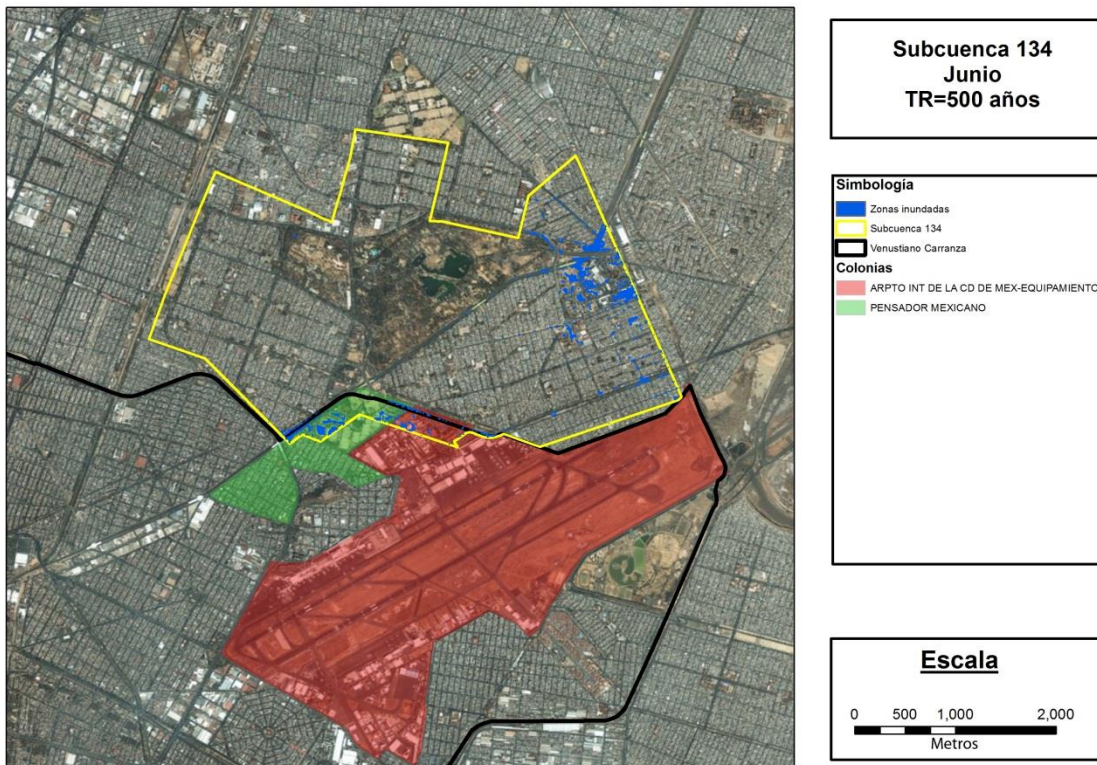 Subcuenca 134
Junio
TR=500 años
Simbología
Zonas inundadas
Subcuenca 134
Venustiano Carranza
Colonias
ARPTO INT DE LA CD DE MEX-EQUIPAMIENTO
PENSADOR MEXICANO
Escala
0 500 1,000 2,000
Metros